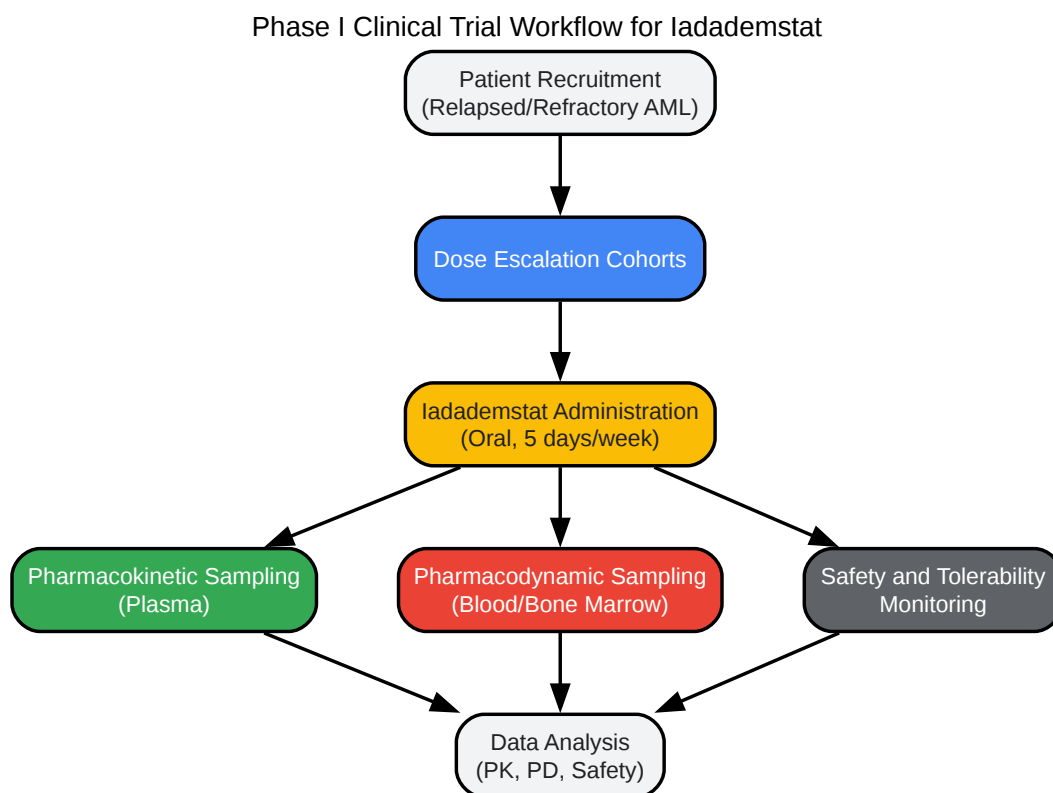 Phase I Clinical Trial Workflow for Iadademstat
Patient Recruitment
(Relapsed/Refractory AML)
Dose Escalation Cohorts
Iadademstat Administration
(Oral, 5 days/week)
Pharmacokinetic Sampling
(Plasma)
Pharmacodynamic Sampling
(Blood/Bone Marrow)
Safety and Tolerability
Monitoring
Data Analysis
(PK, PD, Safety)